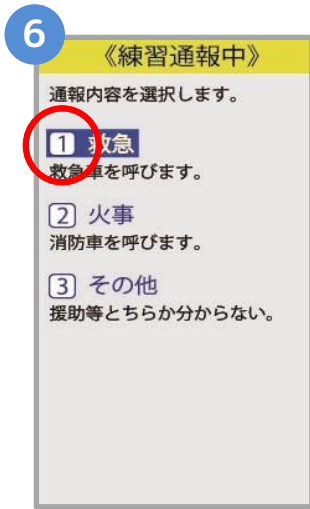 6
《練習通報中》
通報内容を選択します。
1 救急
救急車を呼びます。
2 火事
消防車を呼びます。
3 その他
援助等とちらか分からない。